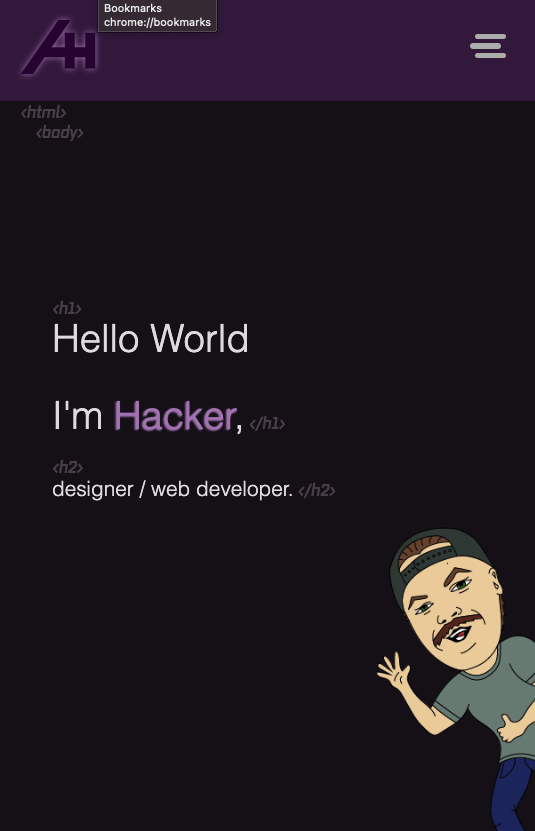 Bookmarks
chrome://bookmarks
AH
<html>
<body>
<h1>
Hello World
I'm Hacker, </h1>
<h2>
designer / web developer. </h2>